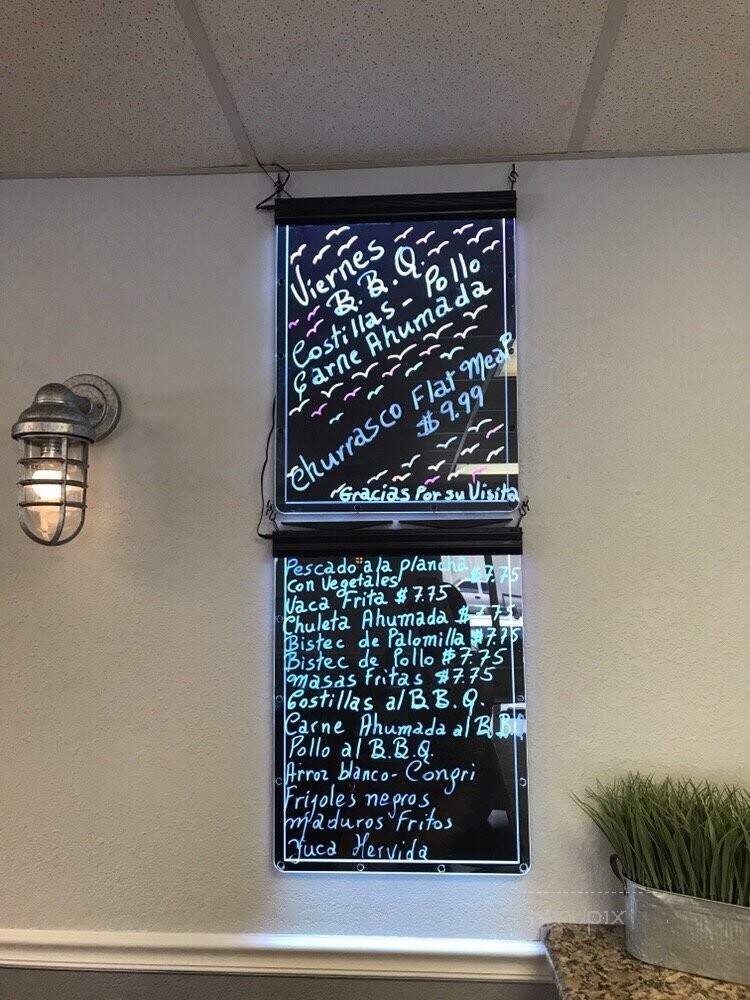 Viernes
B.B.Q.
Costillas - Pollo
Carne Ahumada
Churrasco Flat Meat
$9.99
Gracias Por su Visita
Pescado a la plancha
con Vegetales $7.75
Vaca Frita $7.75
Chuleta Ahumada $7.75
Bistec de Palomilla $7.75
Bistec de Pollo $7.75
masas Fritas $7.75
Costillas al B.B.Q.
Carne Ahumada al B.B.
Pollo al B.B.Q.
Arroz blanco - Congri
Frijoles negros
maduros Fritos
Yuca Hervida